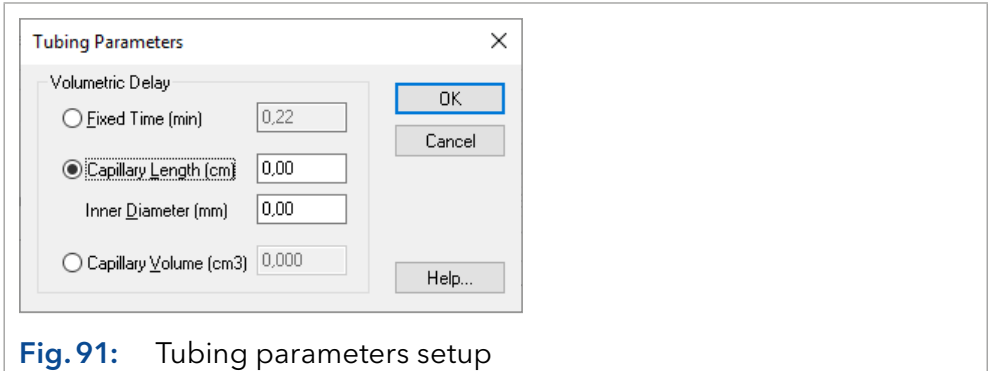 Tubing Parameters
Volumetric Delay
Fixed Time (min) 0,22
OK
Cancel
Capillary Length (cm) 0,00
Inner Diameter (mm) 0,00
Capillary Volume (cm3) 0,000
Help...
Fig. 91: Tubing parameters setup